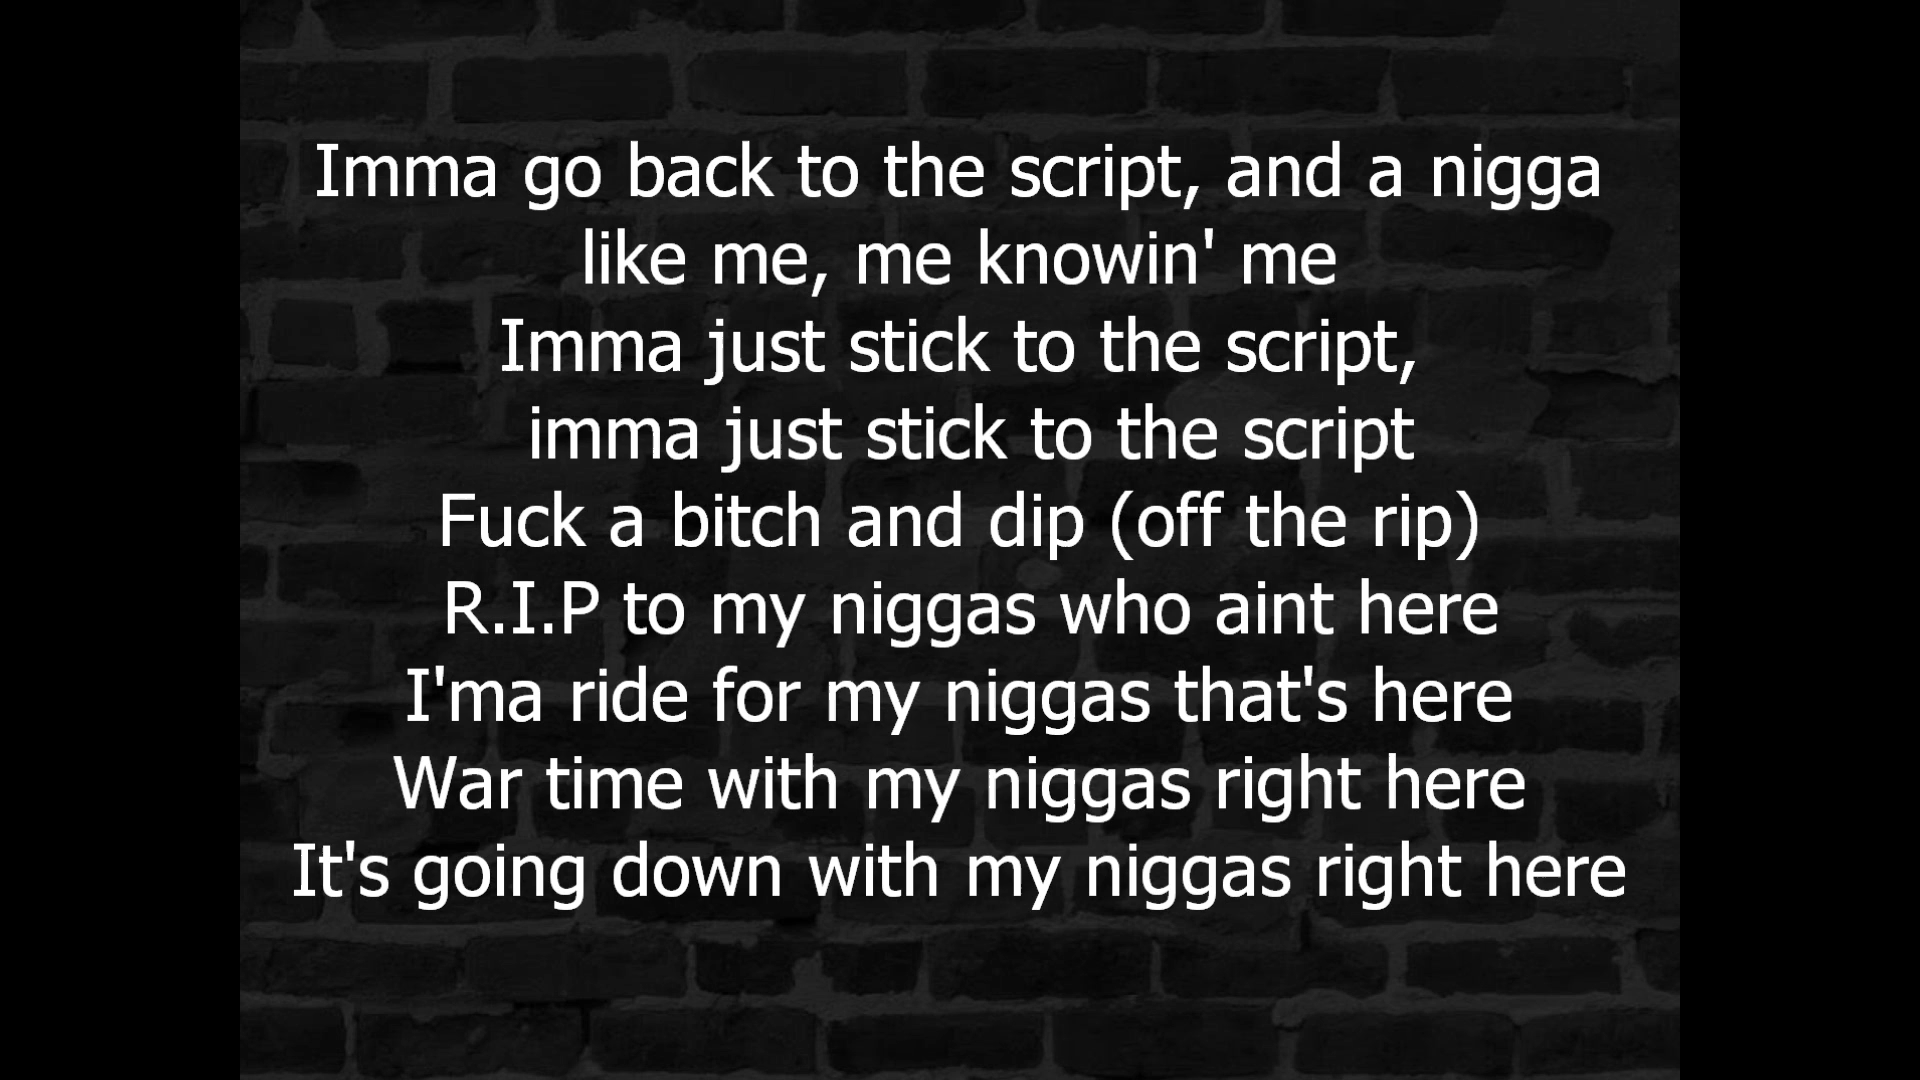 Imma go back to the script, and a nigga
like me, me knowin' me
Imma just stick to the script,
imma just stick to the script
Fuck a bitch and dip (off the rip)
R.I.P to my niggas who aint here
I'ma ride for my niggas that's here
War time with my niggas right here
It's going down with my niggas right here